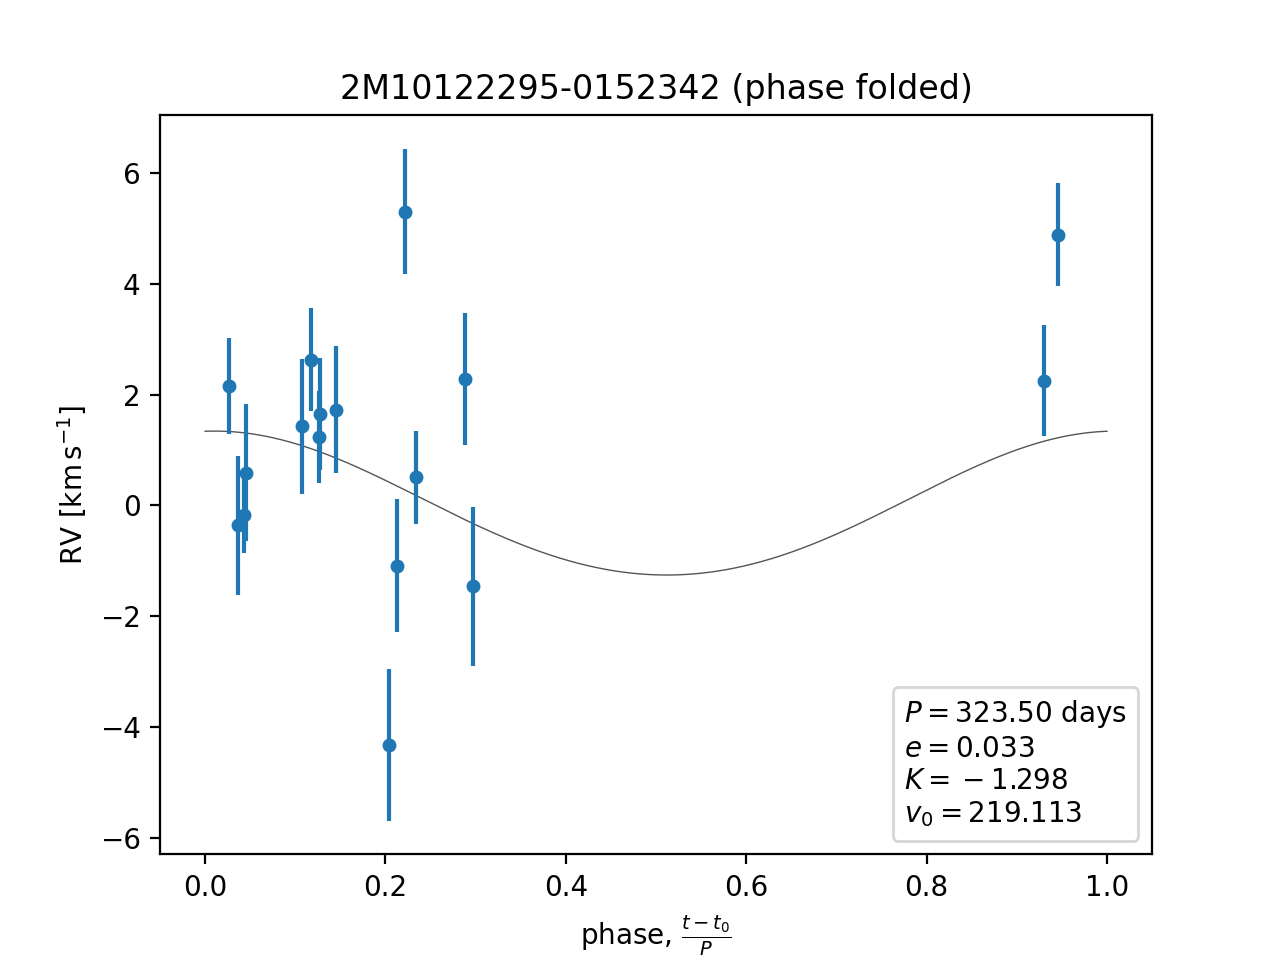 2M10122295-0152342 (phase folded)
6
4
2
0
−2
−4
−6
RV [km s⁻¹]
P = 323.50 days
e = 0.033
K = −1.298
v₀ = 219.113
0.0 0.2 0.4 0.6 0.8 1.0
phase, (t − t₀)/P